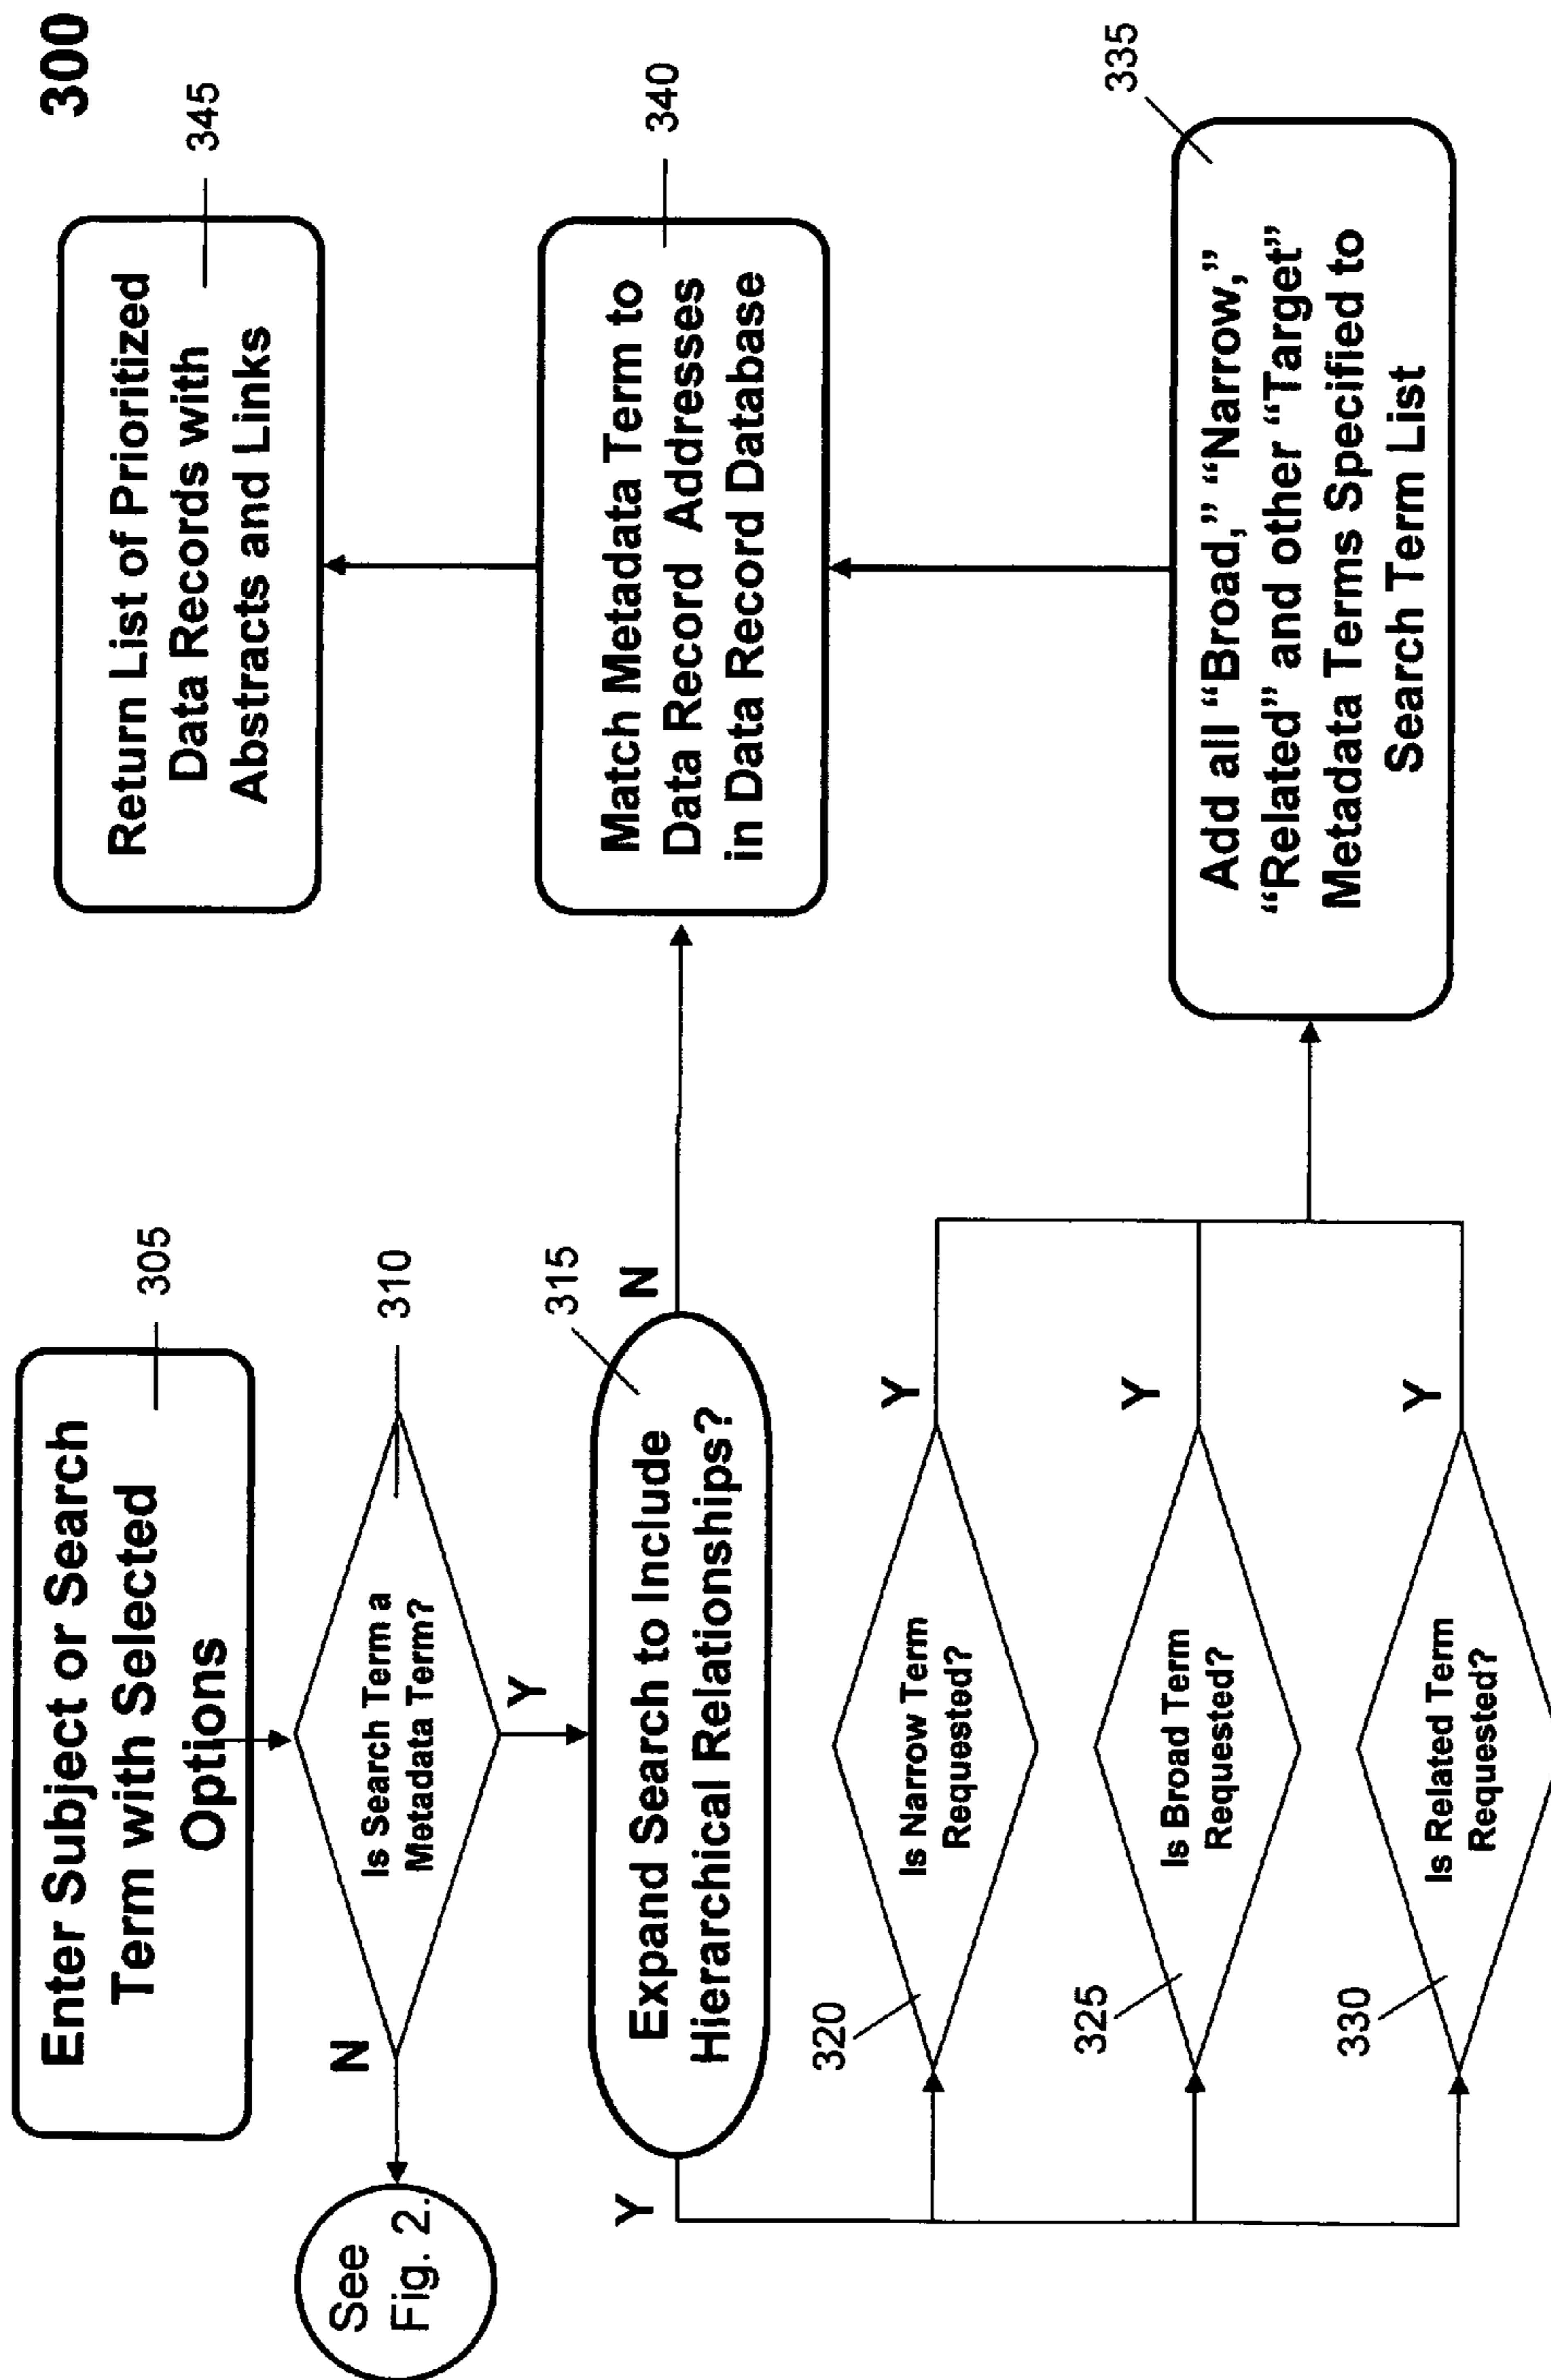 300
Enter Subject or Search
Term with Selected
Options
305
Is Search Term a
Metadata Term?
310
N
See
Fig. 2.
Y
Expand Search to Include
Hierarchical Relationships?
315
N
Y
Is Narrow Term
Requested?
320
Y
Is Broad Term
Requested?
325
Y
Is Related Term
Requested?
330
Y
Return List of Prioritized
Data Records with
Abstracts and Links
345
Match Metadata Term to
Data Record Addresses
in Data Record Database
340
Add all “Broad,” “Narrow,”
“Related” and other “Target”
Metadata Terms Specified to
Search Term List
335